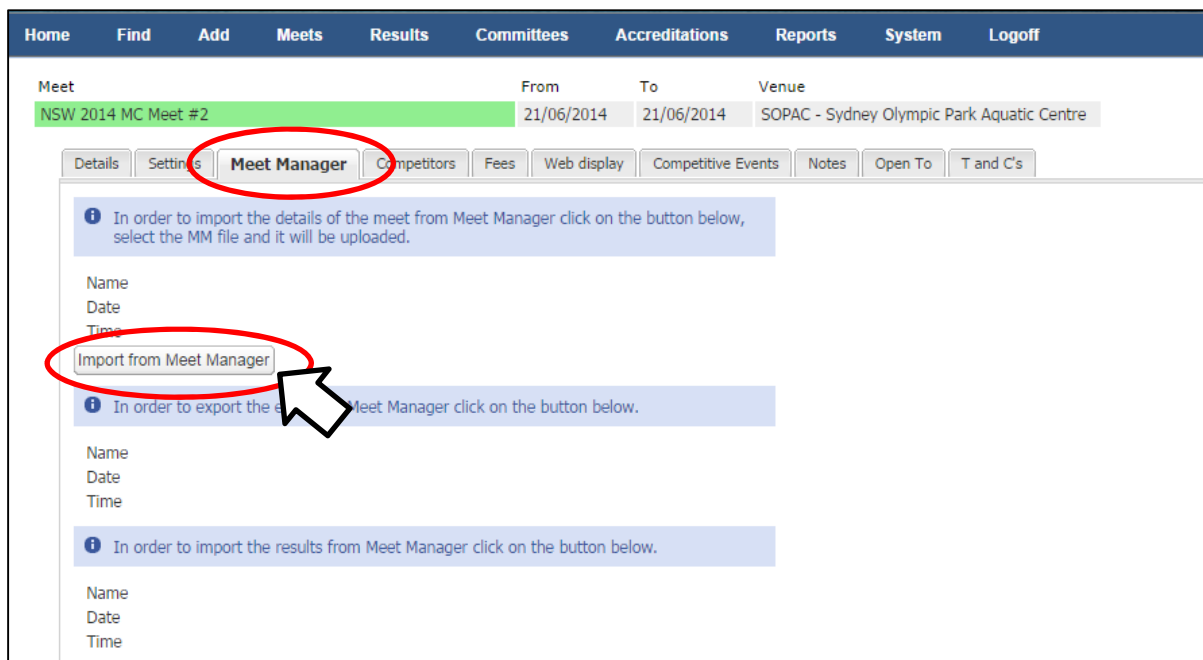 Home Find Add Meets Results Committees Accreditations Reports System Logoff
Meet From To Venue
NSW 2014 MC Meet #2 21/06/2014 21/06/2014 SOPAC - Sydney Olympic Park Aquatic Centre
Details Settings Meet Manager Competitors Fees Web display Competitive Events Notes Open To T and C's
In order to import the details of the meet from Meet Manager click on the button below,
select the MM file and it will be uploaded.
Name
Date
Time
Import from Meet Manager
In order to export the Meet Manager click on the button below.
Name
Date
Time
In order to import the results from Meet Manager click on the button below.
Name
Date
Time